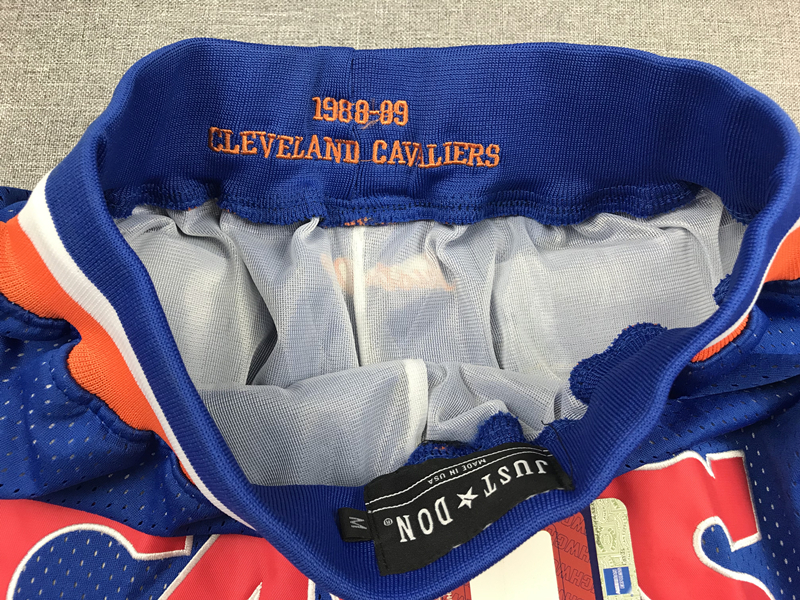 1988-89
CLEVELAND CAVALIERS
JUST★DON®
MADE IN USA
M